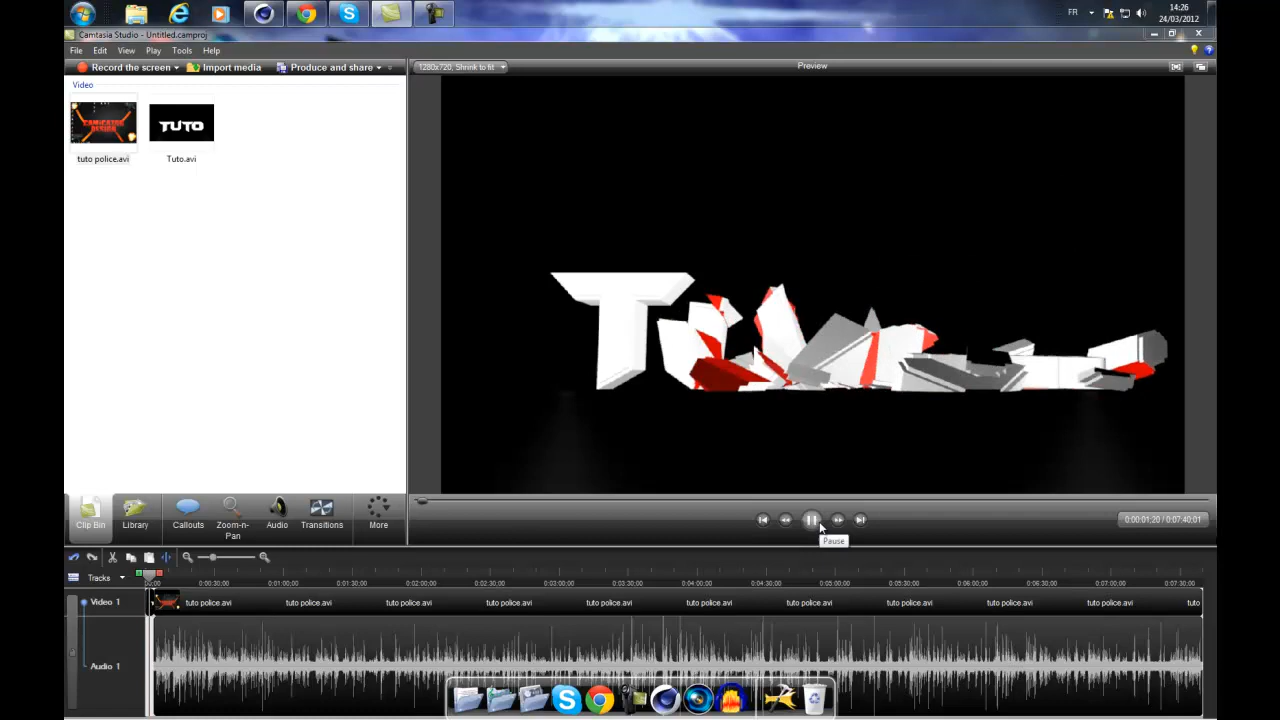 FR
14:26
24/03/2012
Camtasia Studio - Untitled.camproj
File Edit View Play Tools Help
Record the screen Import media Produce and share
1280x720, Shrink to fit
Preview
Video
CAMICATOR
DESIGN
TUTO
tuto police.avi Tuto.avi
T
Clip Bin Library Callouts Zoom-n-Pan Audio Transitions More
0:00:01;20 / 0:07:40;01
Pause
Tracks
00:00 0:00:30;00 0:01:00;00 0:01:30;00 0:02:00;00 0:02:30;00 0:03:00;00 0:03:30;00 0:04:00;00 0:04:30;00 0:05:00;00 0:05:30;00 0:06:00;00 0:06:30;00 0:07:00;00 0:07:30;00
Video 1 tuto police.avi tuto police.avi tuto police.avi tuto police.avi tuto police.avi tuto police.avi tuto police.avi tuto police.avi tuto police.avi tuto police.avi tuto
Audio 1